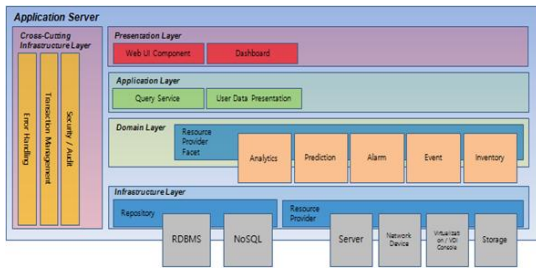 Application Server
Cross-Cutting
Infrastructure Layer
Error Handling
Transaction Management
Security / Audit
Presentation Layer
Web UI Component
Dashboard
Application Layer
Query Service
User Data Presentation
Domain Layer
Resource
Provider
Facet
Analytics
Prediction
Alarm
Event
Inventory
Infrastructure Layer
Repository
Resource
Provider
RDBMS
NoSQL
Server
Network
Device
Virtualizati
on / VDI
Console
Storage